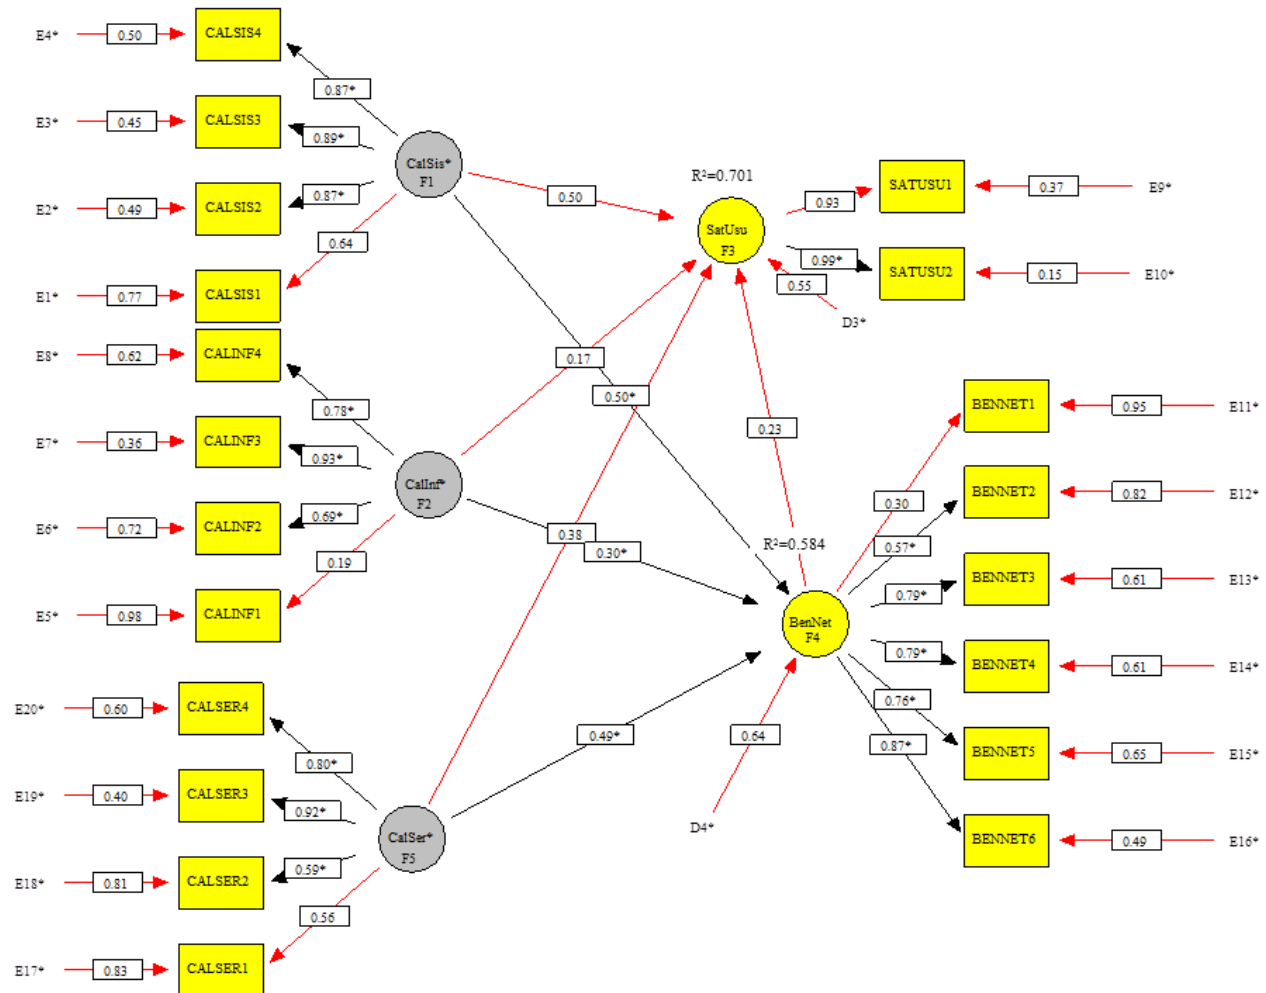 E4* 0.50 CALSIS4
0.87*
E3* 0.45 CALSIS3
0.89*
CalSis*
F1
R²=0.701
E2* 0.49 CALSIS2
0.87*
0.50
0.64
E1* 0.77 CALSIS1
SatUsu
F3
0.93
SATUSU1
0.37
E9*
0.99*
SATUSU2
0.15
E10*
0.55
D3*
E8* 0.62 CALINF4
0.78*
0.17
0.50*
E7* 0.36 CALINF3
0.93*
CalInf*
F2
0.23
E6* 0.72 CALINF2
0.69*
0.19
E5* 0.98 CALINF1
0.38
0.30*
R²=0.584
BenNet
F4
0.30
BENNET1
0.95
E11*
0.57*
BENNET2
0.82
E12*
0.79*
BENNET3
0.61
E13*
0.79*
BENNET4
0.61
E14*
0.76*
BENNET5
0.65
E15*
0.87*
BENNET6
0.49
E16*
0.64
D4*
0.49*
E20* 0.60 CALSER4
0.80*
E19* 0.40 CALSER3
0.92*
CalSer*
F5
E18* 0.81 CALSER2
0.59*
0.56
E17* 0.83 CALSER1